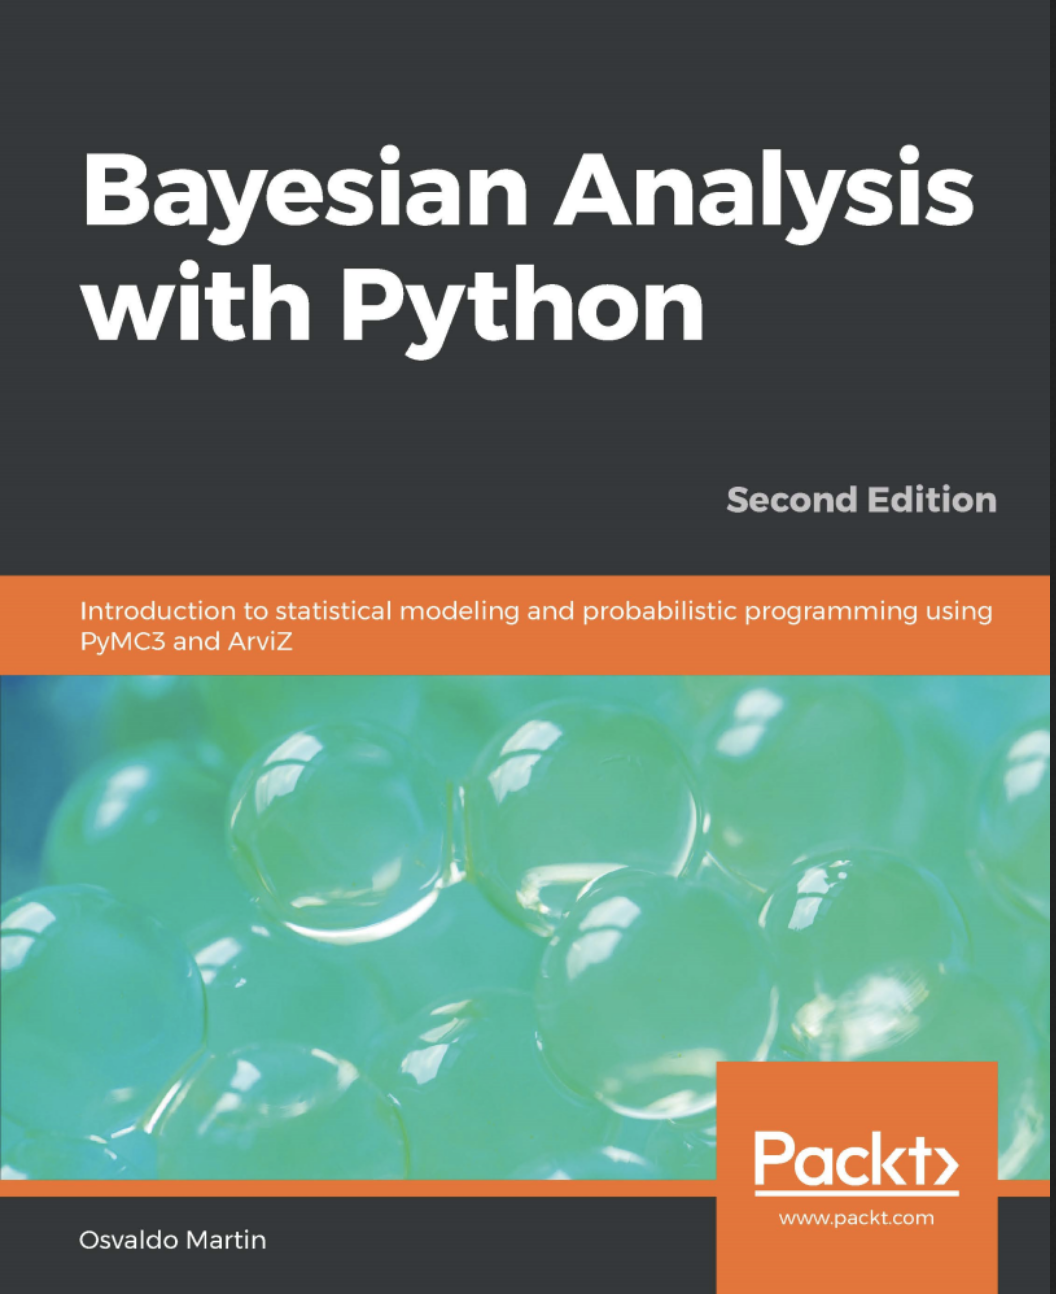 Bayesian Analysis
with Python
Second Edition
Introduction to statistical modeling and probabilistic programming using
PyMC3 and ArviZ
Packt>
www.packt.com
Osvaldo Martin